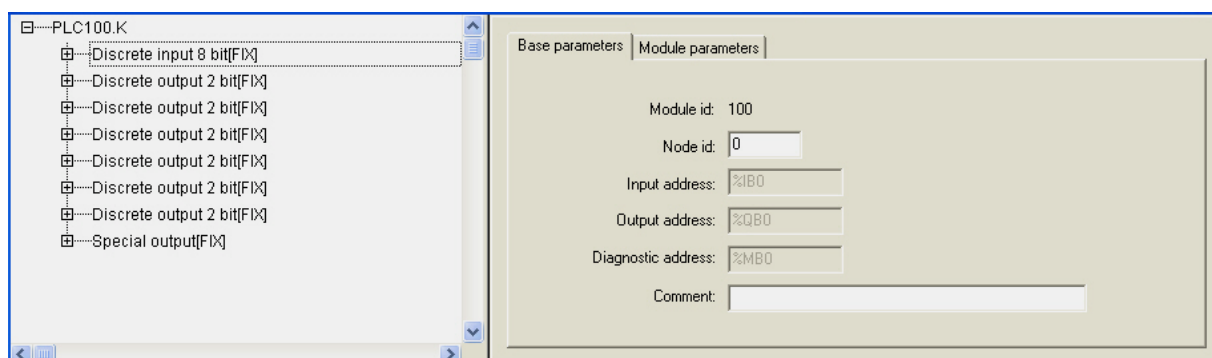 PLC100.K
Discrete input 8 bit[FIX]
Discrete output 2 bit[FIX]
Discrete output 2 bit[FIX]
Discrete output 2 bit[FIX]
Discrete output 2 bit[FIX]
Discrete output 2 bit[FIX]
Discrete output 2 bit[FIX]
Special output[FIX]
Base parameters Module parameters
Module id: 100
Node id: 0
Input address: %IB0
Output address: %QB0
Diagnostic address: %MB0
Comment: